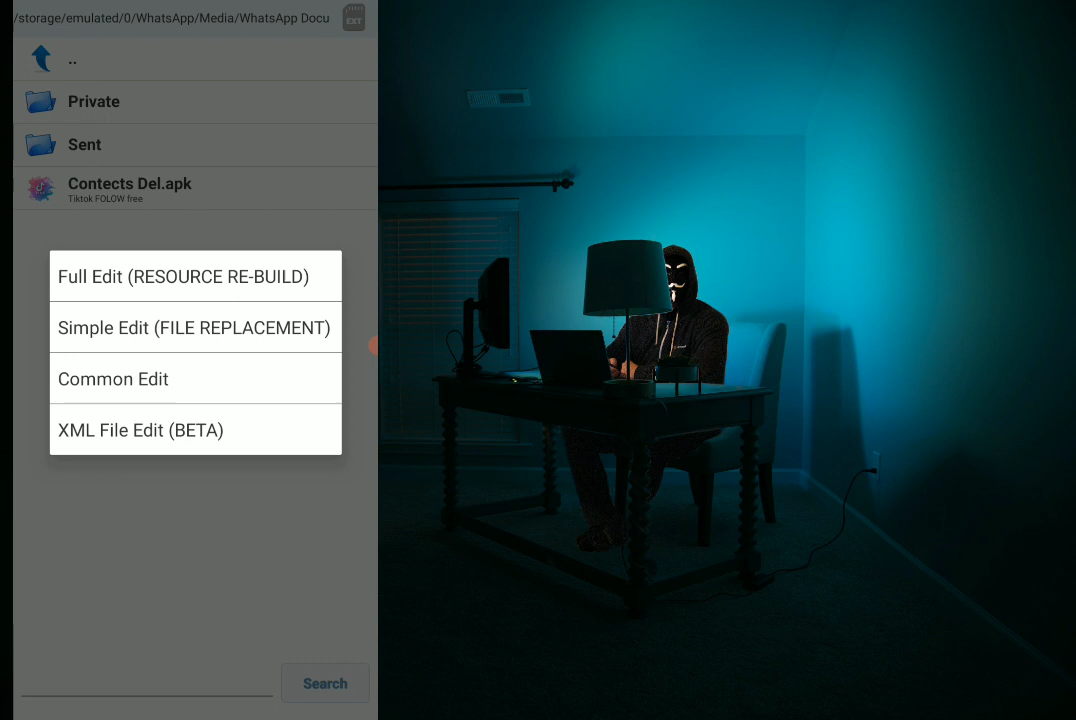 /storage/emulated/0/WhatsApp/Media/WhatsApp Docu
EXT
..
Private
Sent
Contects Del.apk
Tiktok FOLOW free
Full Edit (RESOURCE RE-BUILD)
Simple Edit (FILE REPLACEMENT)
Common Edit
XML File Edit (BETA)
Search